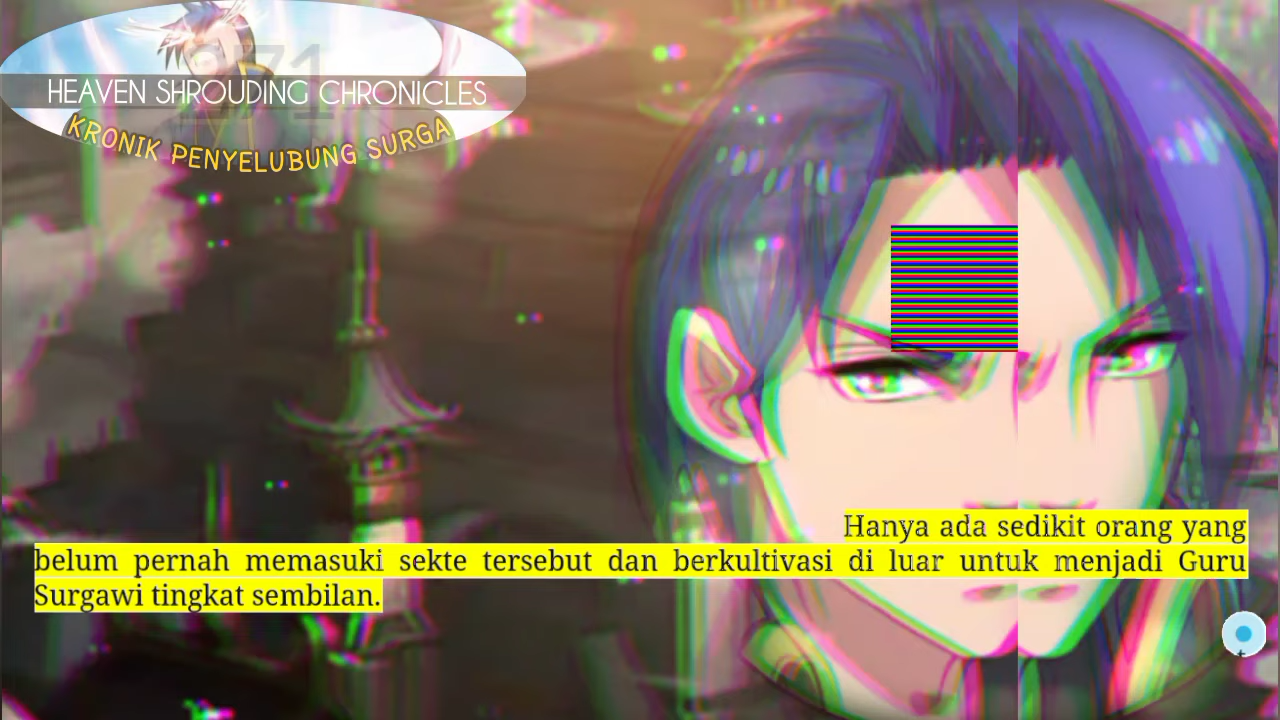 271
HEAVEN SHROUDING CHRONICLES
KRONIK PENYELUBUNG SURGA
Hanya ada sedikit orang yang
belum pernah memasuki sekte tersebut dan berkultivasi di luar untuk menjadi Guru
Surgawi tingkat sembilan.